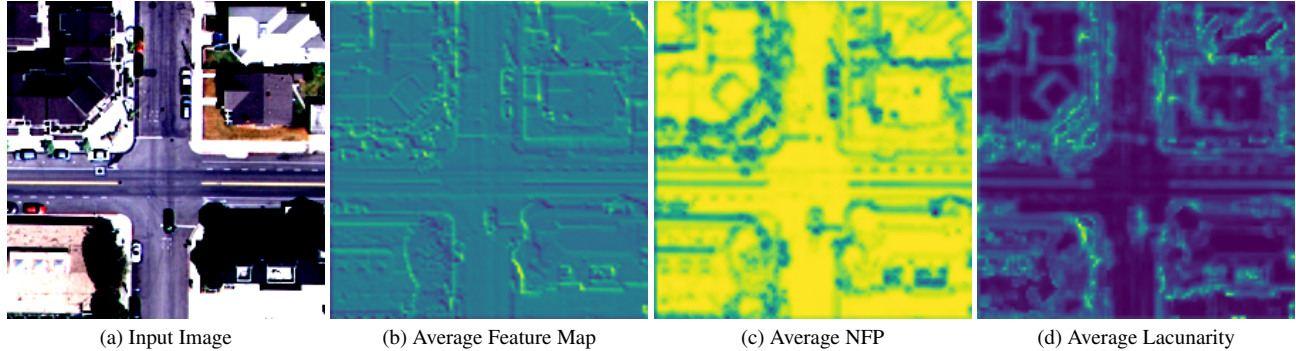 (a) Input Image
(b) Average Feature Map
(c) Average NFP
(d) Average Lacunarity